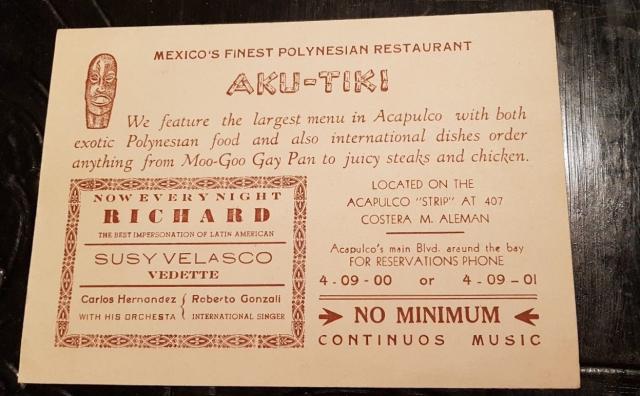 MEXICO'S FINEST POLYNESIAN RESTAURANT
AKU-TIKI
We feature the largest menu in Acapulco with both
exotic Polynesian food and also international dishes order
anything from Moo-Goo Gay Pan to juicy steaks and chicken.
NOW EVERY NIGHT
RICHARD
THE BEST IMPERSONATION OF LATIN AMERICAN
SUSY VELASCO
VEDETTE
Carlos Hernandez { Roberto Gonzali
WITH HIS ORCHESTA { INTERNATIONAL SINGER
LOCATED ON THE
ACAPULCO "STRIP" AT 407
COSTERA M. ALEMAN
Acapulco's main Blvd. araund the bay
FOR RESERVATIONS PHONE
4-09-00 or 4-09-01
NO MINIMUM
CONTINUOS MUSIC